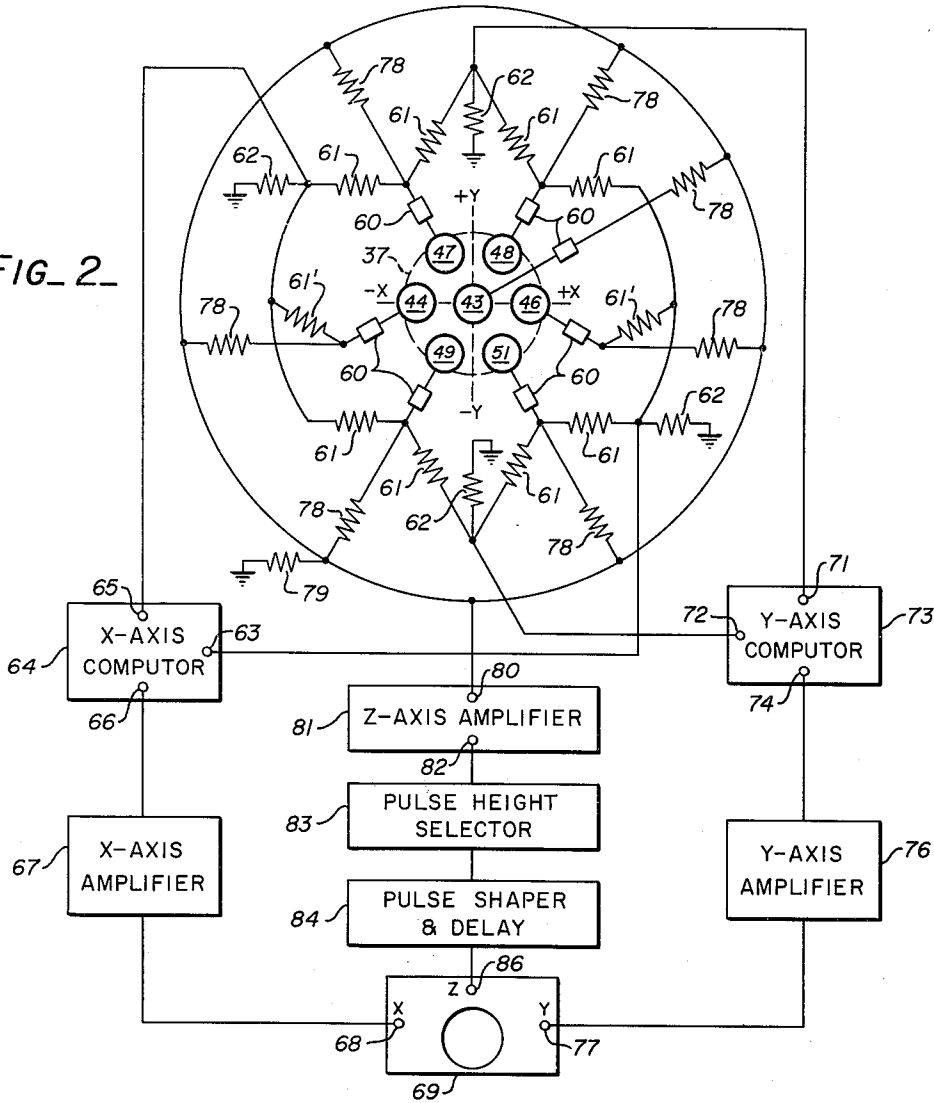 78
62
78
61
61
62
61
61
78
60
+Y
60
FIG_2_
37
47
48
61'
-X
44
43
46
+X
61'
78
78
60
49
51
60
-Y
62
61
61
61
62
61
78
78
79
65
71
X-AXIS
COMPUTOR
63
64
72
Y-AXIS
COMPUTOR
73
66
74
80
81
Z-AXIS AMPLIFIER
82
83
PULSE HEIGHT
SELECTOR
67
X-AXIS
AMPLIFIER
Y-AXIS
AMPLIFIER
76
84
PULSE SHAPER
& DELAY
Z
86
X
Y
68
77
69